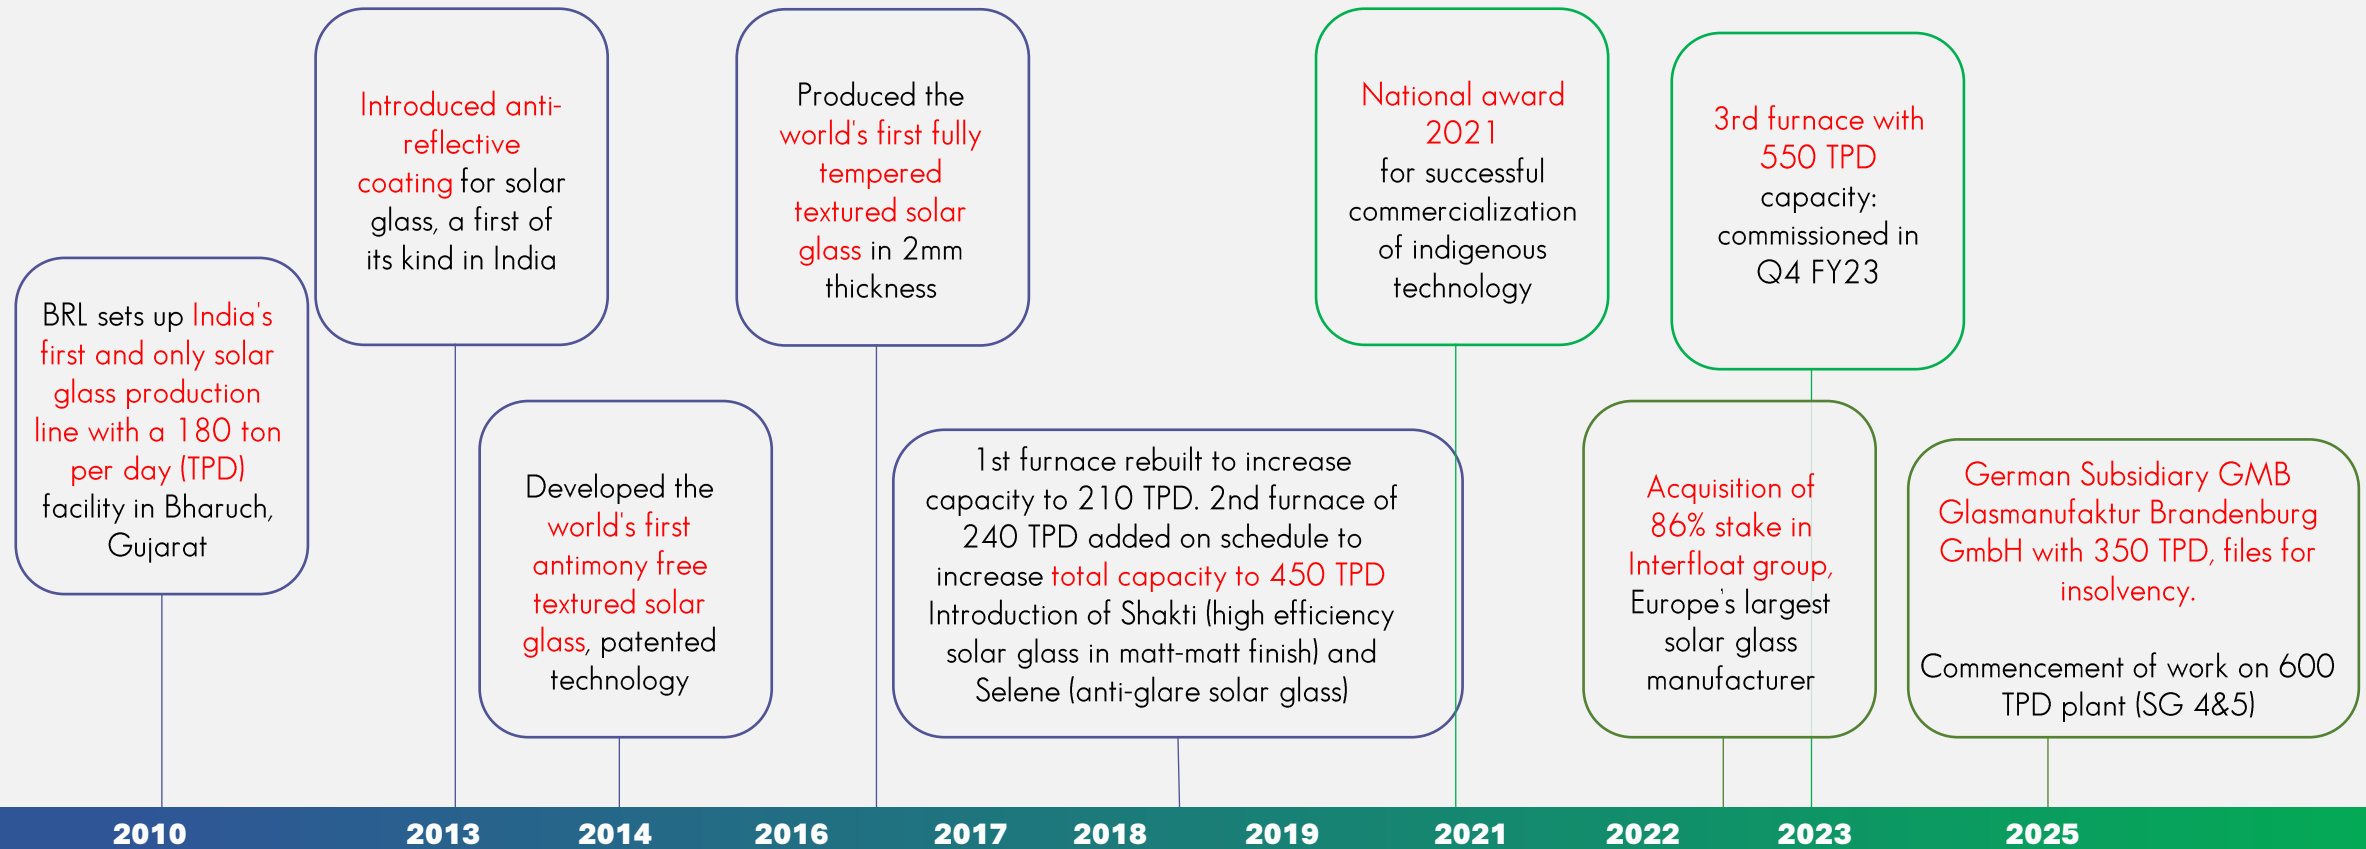 BRL sets up India's
first and only solar
glass production
line with a 180 ton
per day (TPD)
facility in Bharuch,
Gujarat
Introduced anti-
reflective
coating for solar
glass, a first of
its kind in India
Developed the
world's first
antimony free
textured solar
glass, patented
technology
Produced the
world's first fully
tempered
textured solar
glass in 2mm
thickness
1st furnace rebuilt to increase
capacity to 210 TPD. 2nd furnace of
240 TPD added on schedule to
increase total capacity to 450 TPD
Introduction of Shakti (high efficiency
solar glass in matt-matt finish) and
Selene (anti-glare solar glass)
National award
2021
for successful
commercialization
of indigenous
technology
Acquisition of
86% stake in
Interfloat group,
Europe's largest
solar glass
manufacturer
3rd furnace with
550 TPD
capacity:
commissioned in
Q4 FY23
German Subsidiary GMB
Glasmanufaktur Brandenburg
GmbH with 350 TPD, files for
insolvency.
Commencement of work on 600
TPD plant (SG 4&5)
2010 2013 2014 2016 2017 2018 2019 2021 2022 2023 2025